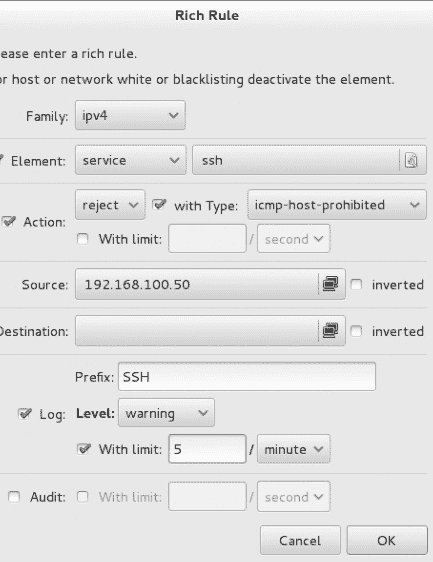 Rich Rule
ease enter a rich rule.
or host or network white or blacklisting deactivate the element.
Family: ipv4
Element: service ssh
reject with Type: icmp-host-prohibited
Action:
With limit: / second
Source: 192.168.100.50 inverted
Destination: inverted
Prefix: SSH
Log: Level: warning
With limit: 5 / minute
Audit: With limit: / second
Cancel OK